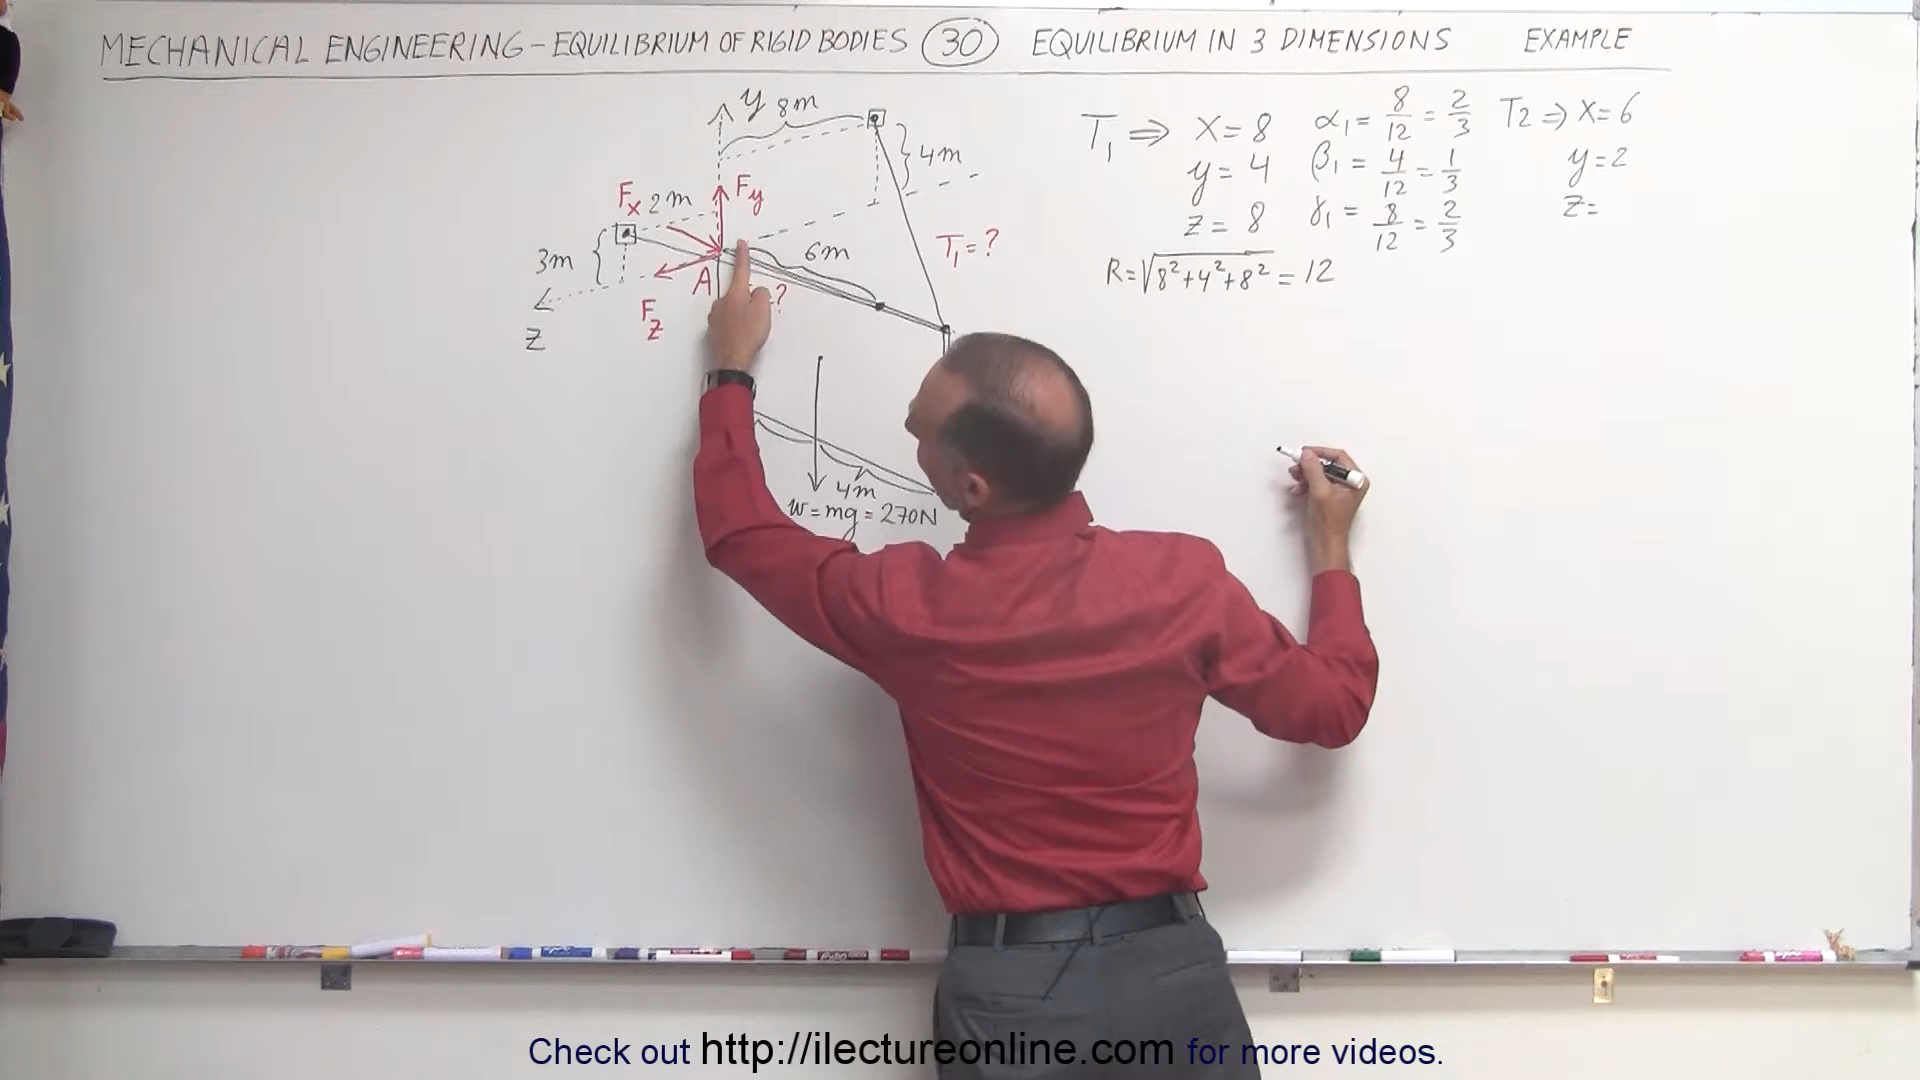 MECHANICAL ENGINEERING - EQUILIBRIUM OF RIGID BODIES 30 EQUILIBRIUM IN 3 DIMENSIONS EXAMPLE
y 8m
4m
Fx 2m Fy
3m
6m
T₁=?
A
?
Fz
Z
4m
w=mg=270N
T₁ ⇒ x=8 α₁ = 8/12 = 2/3 T2 ⇒ x=6
y=4 β₁ = 4/12 = 1/3 y=2
z=8 γ₁ = 8/12 = 2/3 z=
R=√8²+4²+8² = 12
Check out http://ilectureonline.com for more videos.